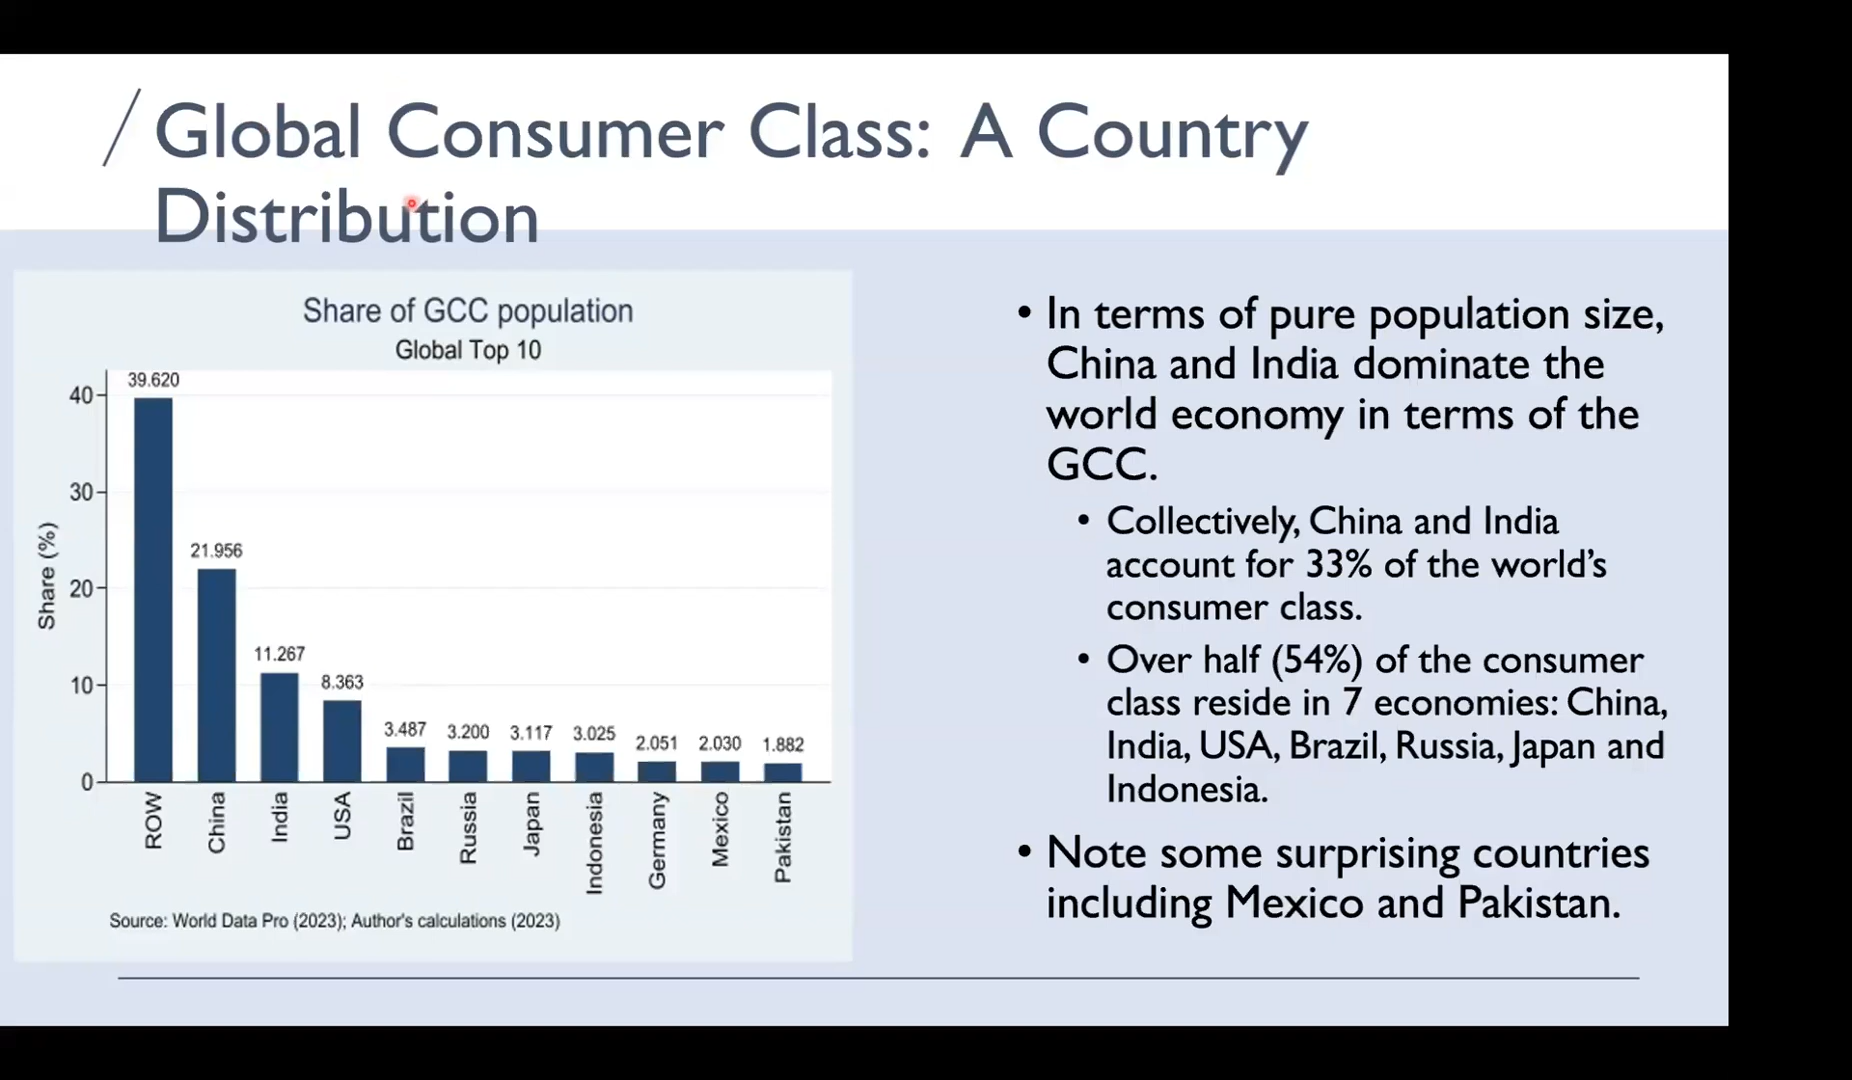 Global Consumer Class: A Country
Distribution
Share of GCC population
Global Top 10
Share (%)
40
30
20
10
0
39.620
21.956
11.267
8.363
3.487
3.200
3.117
3.025
2.051
2.030
1.882
ROW
China
India
USA
Brazil
Russia
Japan
Indonesia
Germany
Mexico
Pakistan
Source: World Data Pro (2023); Author's calculations (2023)
• In terms of pure population size,
China and India dominate the
world economy in terms of the
GCC.
• Collectively, China and India
account for 33% of the world’s
consumer class.
• Over half (54%) of the consumer
class reside in 7 economies: China,
India, USA, Brazil, Russia, Japan and
Indonesia.
• Note some surprising countries
including Mexico and Pakistan.